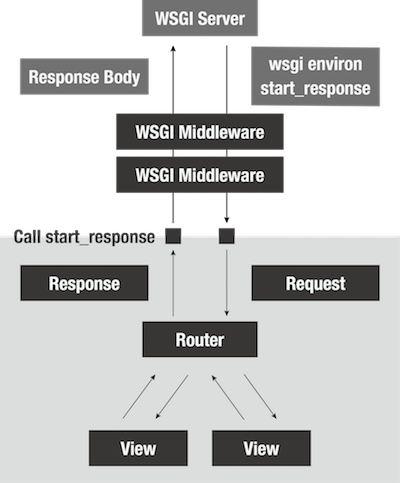 WSGI Server
Response Body
wsgi environ
start_response
WSGI Middleware
WSGI Middleware
Call start_response
Response
Request
Router
View
View